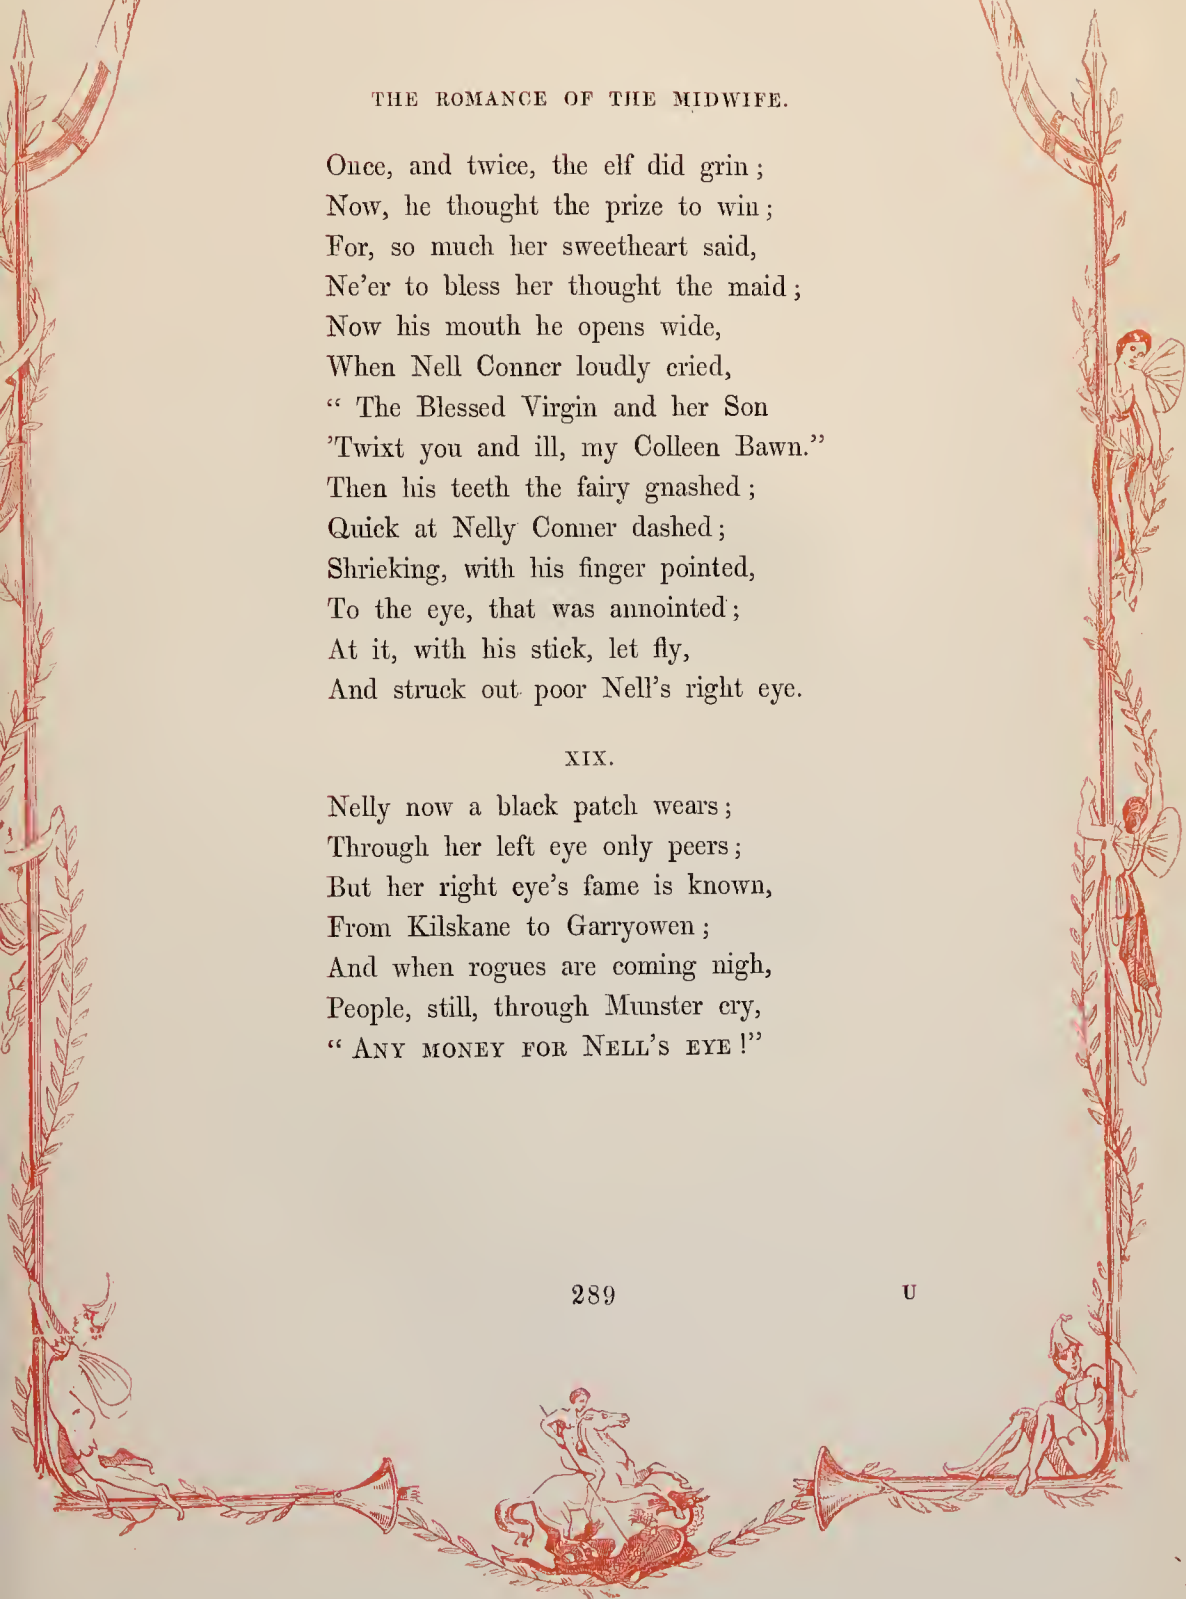 THE ROMANCE OF THE MIDWIFE.
Once, and twice, the elf did grin ;
Now, he thought the prize to win ;
For, so much her sweetheart said,
Ne’er to bless her thought the maid ;
Now his mouth he opens wide,
When Nell Conner loudly cried,
“ The Blessed Virgin and her Son
’Twixt you and ill, my Colleen Bawn.”
Then his teeth the fairy gnashed ;
Quick at Nelly Conner dashed ;
Shrieking, with his finger pointed,
To the eye, that was annointed ;
At it, with his stick, let fly,
And struck out poor Nell’s right eye.
XIX.
Nelly now a black patch wears ;
Through her left eye only peers ;
But her right eye’s fame is known,
From Kilskane to Garryowen ;
And when rogues are coming nigh,
People, still, through Munster cry,
“ ANY MONEY FOR NELL’S EYE !”
289 U